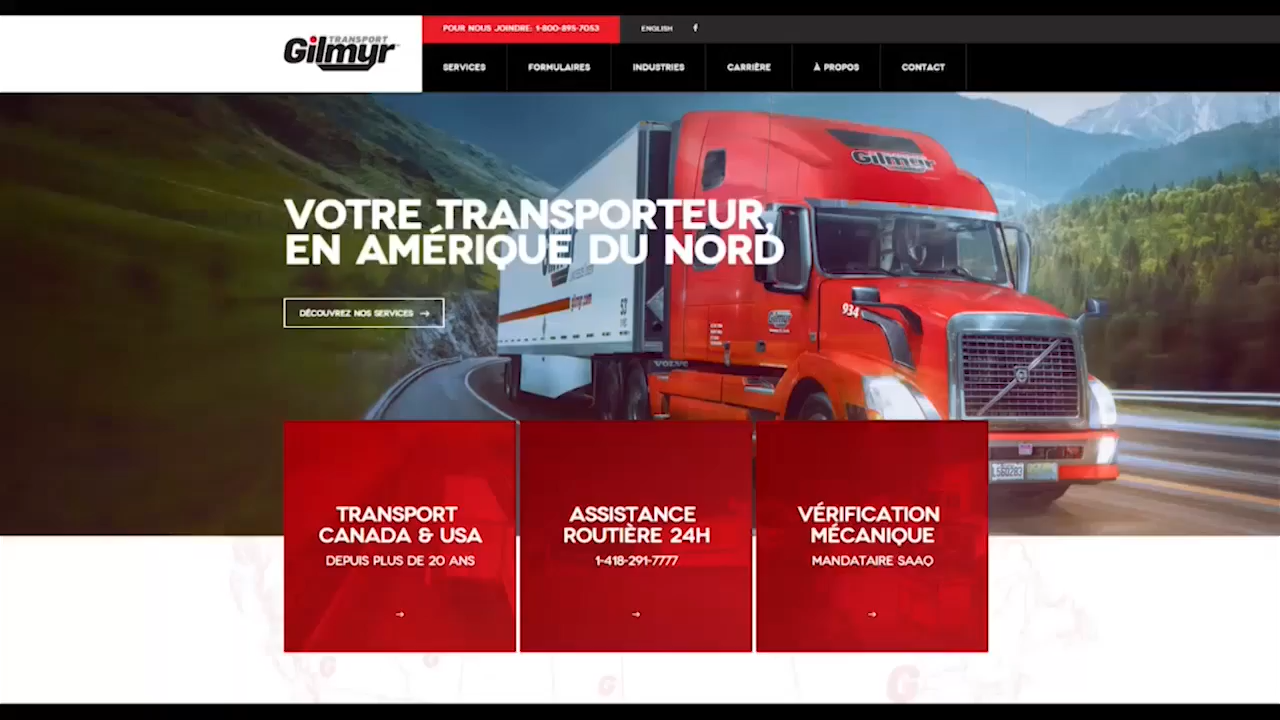 TRANSPORT
Gilmyr
POUR NOUS JOINDRE: 1-800-895-7053
ENGLISH
f
SERVICES
FORMULAIRES
INDUSTRIES
CARRIÈRE
À PROPOS
CONTACT
Gilmyr
VOTRE TRANSPORTEUR,
EN AMÉRIQUE DU NORD
DÉCOUVREZ NOS SERVICES →
53
934
VOLVO
L560283
TRANSPORT
CANADA & USA
DEPUIS PLUS DE 20 ANS
→
ASSISTANCE
ROUTIÈRE 24H
1-418-291-7777
→
VÉRIFICATION
MÉCANIQUE
MANDATAIRE SAAQ
→
G
G